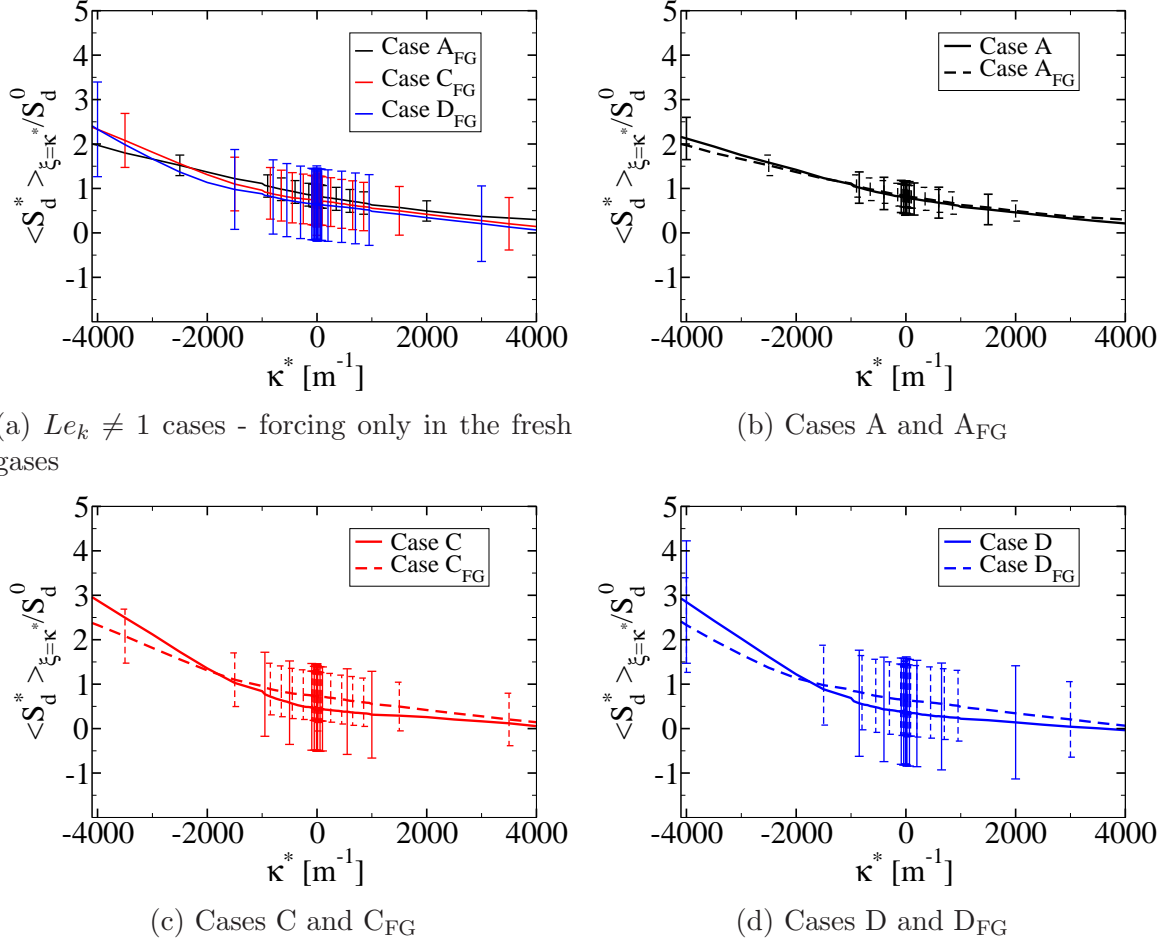 5
4
3
2
1
0
-1
<S*d >ξ=κ*/S0d
Case AFG
Case CFG
Case DFG
-4000 -2000 0 2000 4000
κ* [m-1]
(a) Lek ≠ 1 cases - forcing only in the fresh
gases
5
4
3
2
1
0
-1
<S*d >ξ=κ*/S0d
Case A
Case AFG
-4000 -2000 0 2000 4000
κ* [m-1]
(b) Cases A and AFG
5
4
3
2
1
0
-1
<S*d >ξ=κ*/S0d
Case C
Case CFG
-4000 -2000 0 2000 4000
κ* [m-1]
(c) Cases C and CFG
5
4
3
2
1
0
-1
<S*d >ξ=κ*/S0d
Case D
Case DFG
-4000 -2000 0 2000 4000
κ* [m-1]
(d) Cases D and DFG